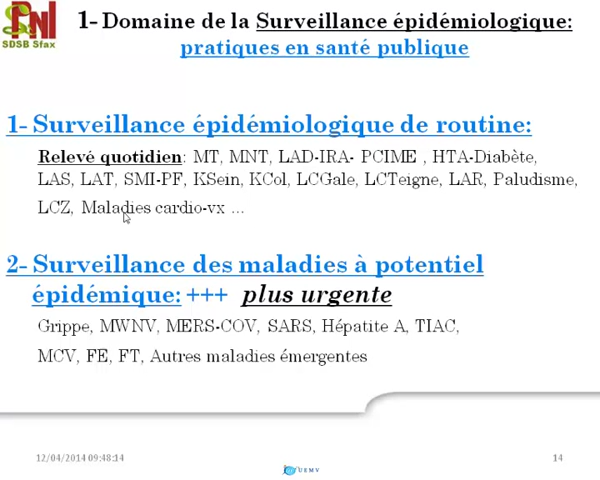 PNI
SDSB Sfax
1- Domaine de la Surveillance épidémiologique:
pratiques en santé publique
1- Surveillance épidémiologique de routine:
Relevé quotidien: MT, MNT, LAD-IRA- PCIME , HTA-Diabète,
LAS, LAT, SMI-PF, KSein, KCol, LCGale, LCTeigne, LAR, Paludisme,
LCZ, Maladies cardio-vx ...
2- Surveillance des maladies à potentiel
épidémique: +++ plus urgente
Grippe, MWNV, MERS-COV, SARS, Hépatite A, TIAC,
MCV, FE, FT, Autres maladies émergentes
12/04/2014 09:48:14
14
UEMV